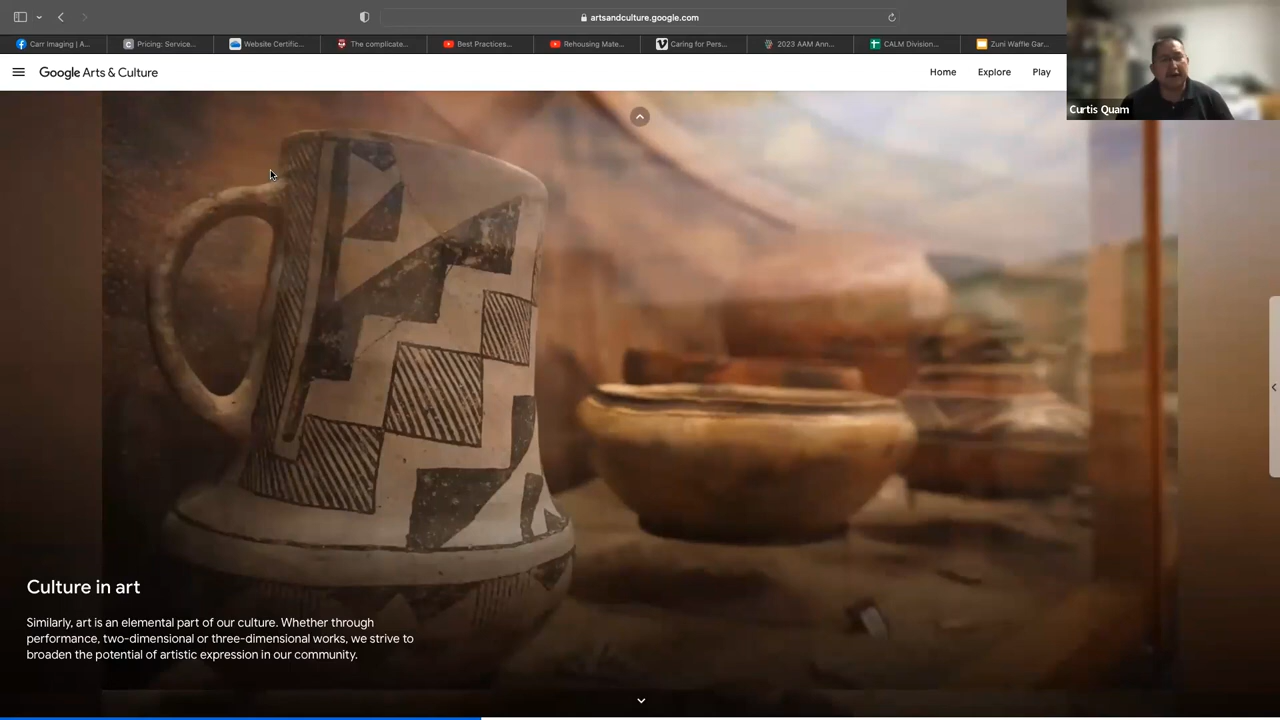 artsandculture.google.com
Carr imaging | A...
Pricing: Service...
Website Certific...
The complicate...
Best Practices...
Rehousing Mate...
Caring for Pers...
2023 AAM Ann...
CALM Division...
Zuni Waffle Gar...
Google Arts & Culture
Home
Explore
Play
Curtis Quam
Culture in art
Similarly, art is an elemental part of our culture. Whether through
performance, two-dimensional or three-dimensional works, we strive to
broaden the potential of artistic expression in our community.